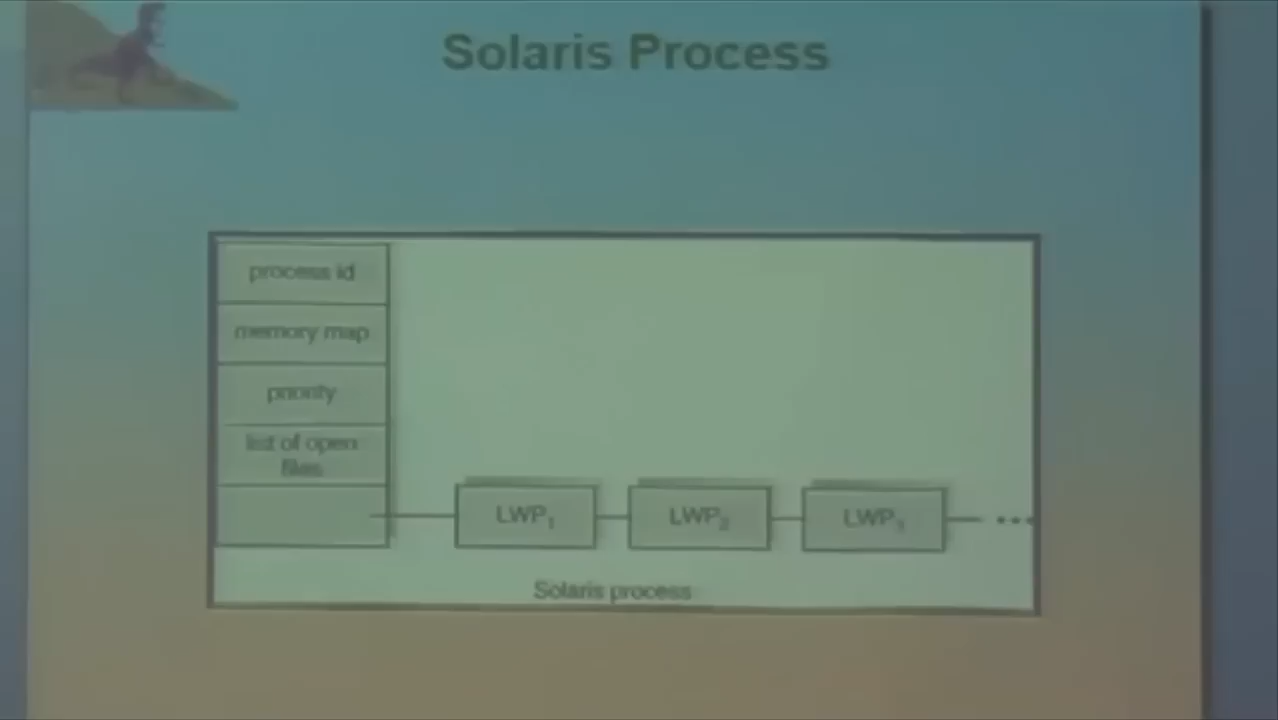 Solaris Process
process id
memory map
priority
list of open
files
LWP₁
LWP₂
LWP₃
Solaris process